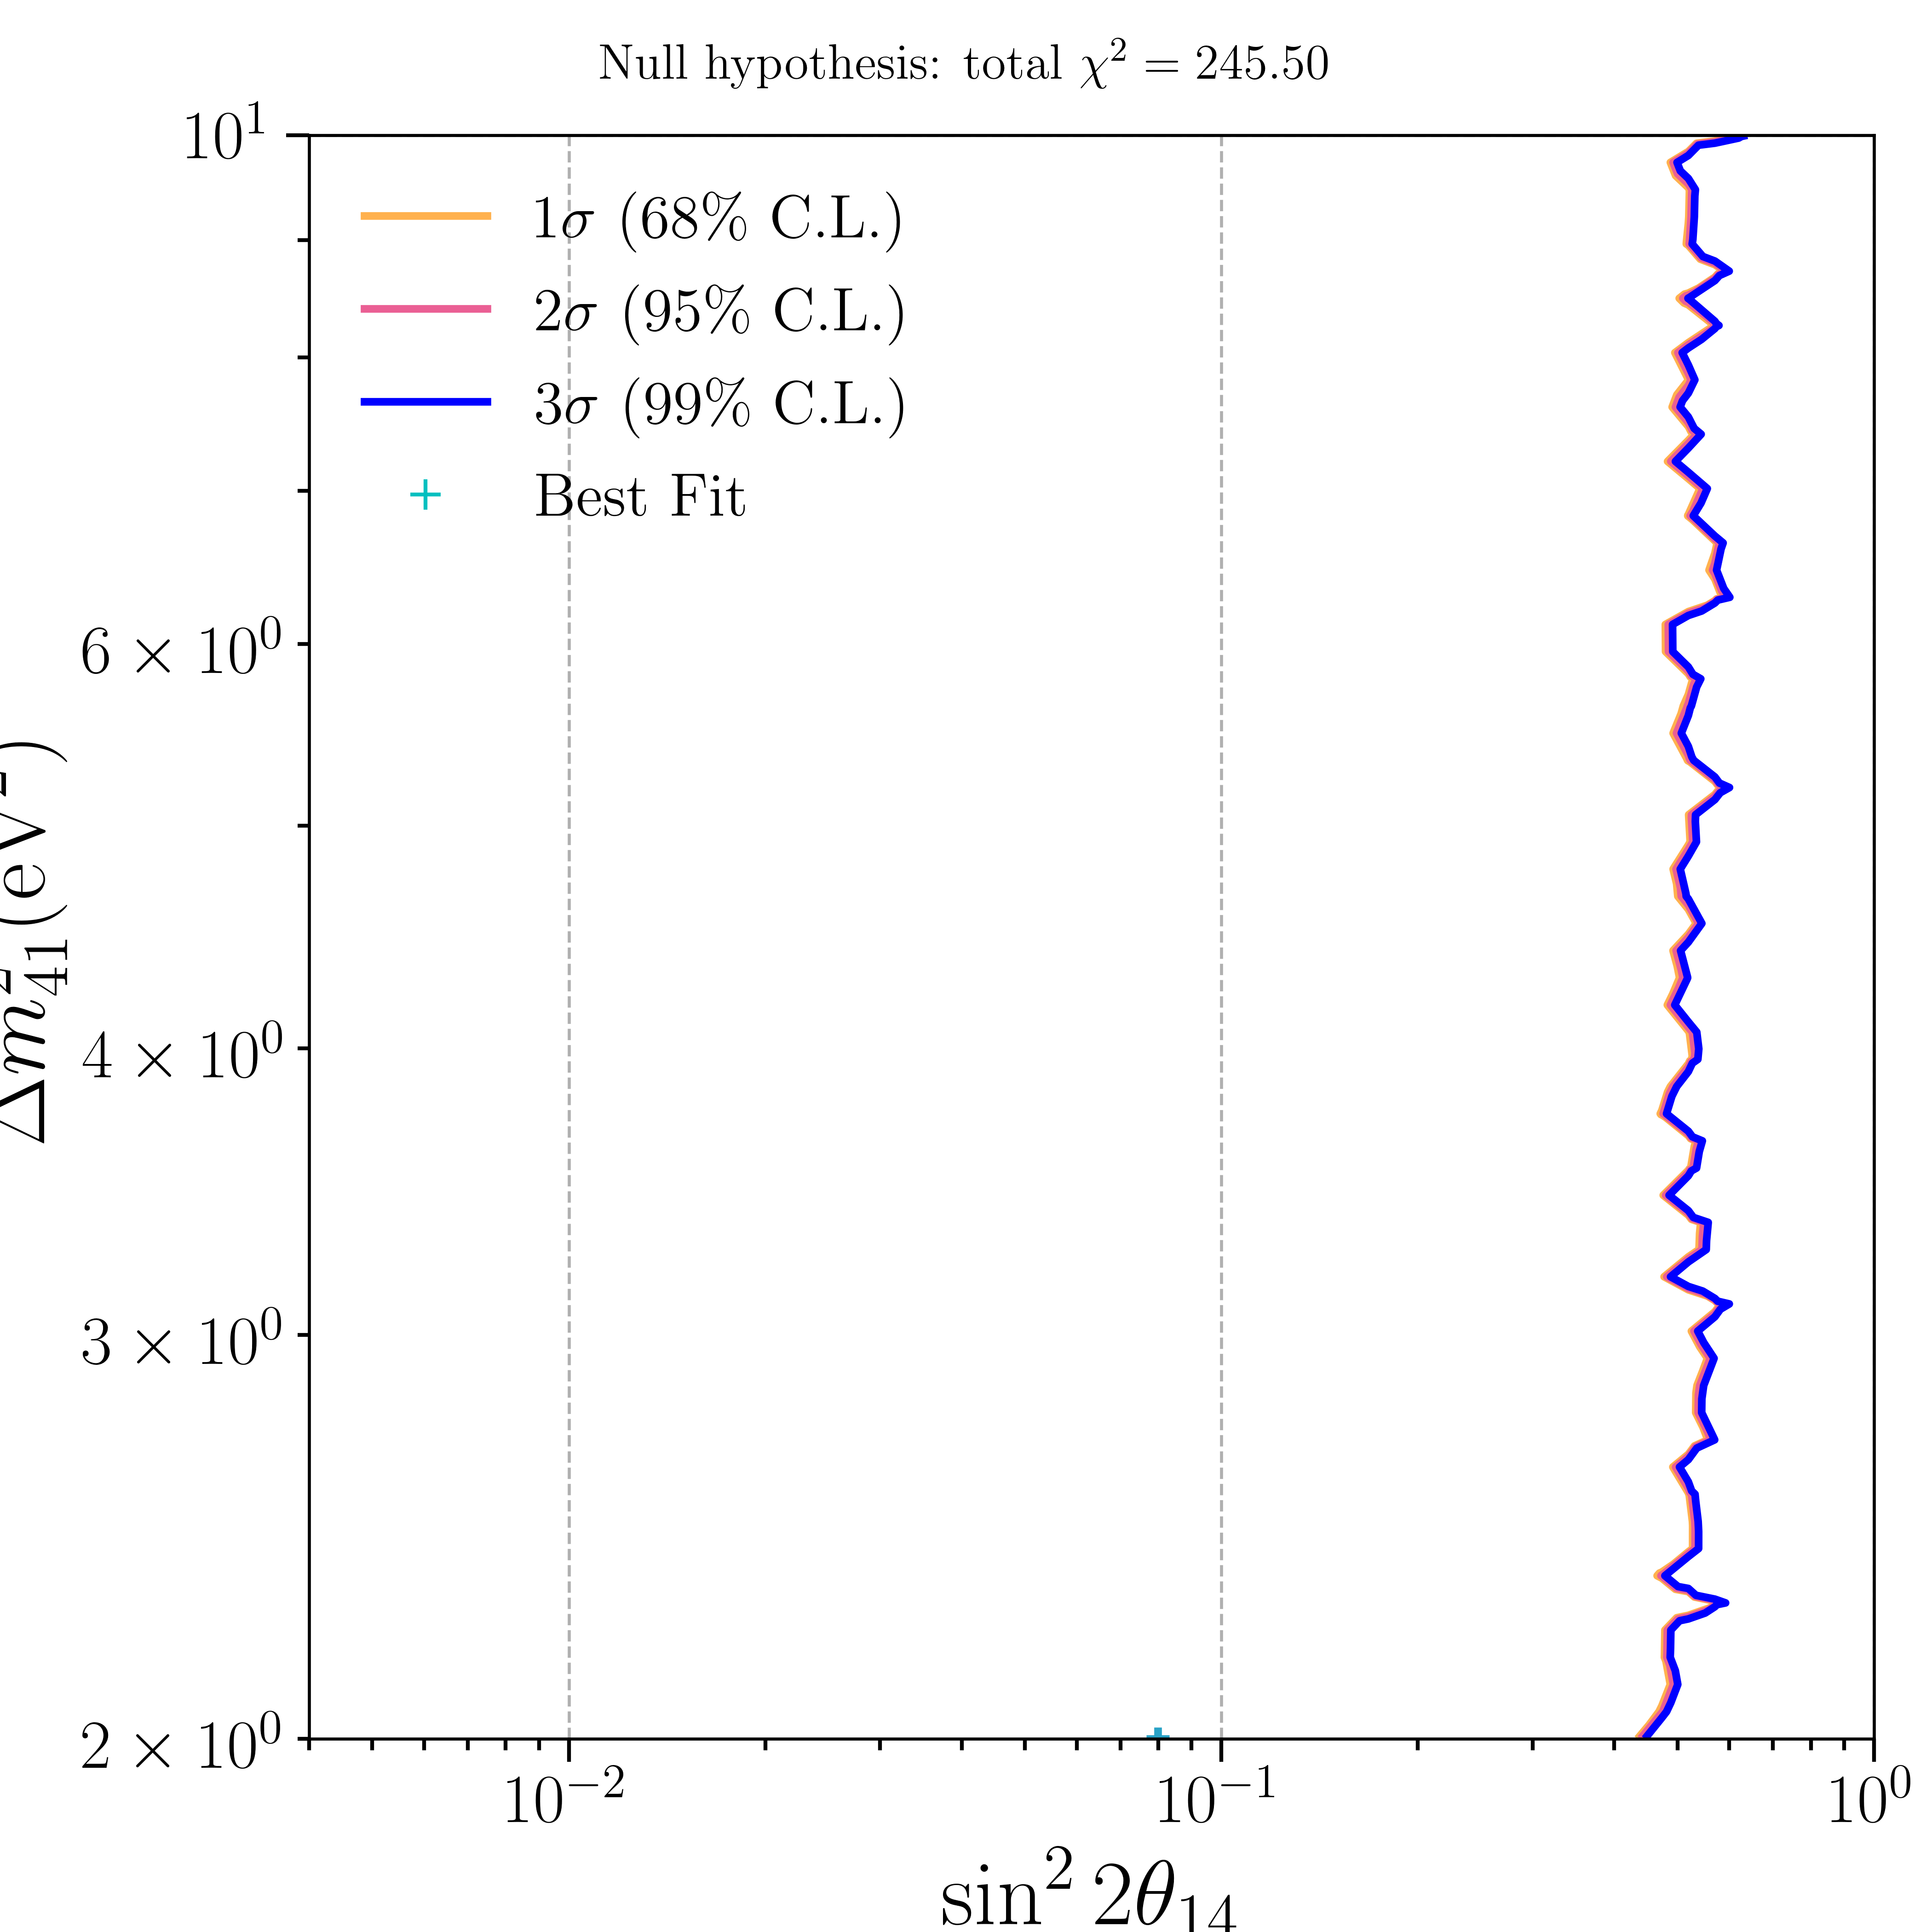 Null hypothesis: total χ² = 245.50
10¹
1σ (68% C.L.)
2σ (95% C.L.)
3σ (99% C.L.)
Best Fit
6 × 10⁰
4 × 10⁰
3 × 10⁰
2 × 10⁰
Δm²₄₁(eV²)
10⁻²
10⁻¹
10⁰
sin² 2θ₁₄